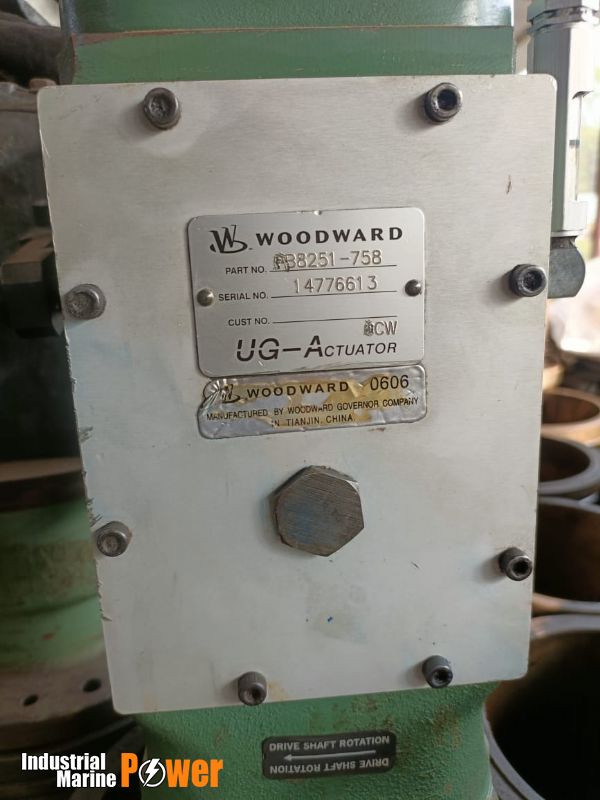 WOODWARD
PART NO. 8251-758
SERIAL NO. 14776613
CUST NO.
CW
UG-ACTUATOR
WOODWARD 0606
MANUFACTURED BY WOODWARD GOVERNOR COMPANY
IN TIANJIN, CHINA
DRIVE SHAFT ROTATION
DRIVE SHAFT ROTATION
Industrial
Marine Power